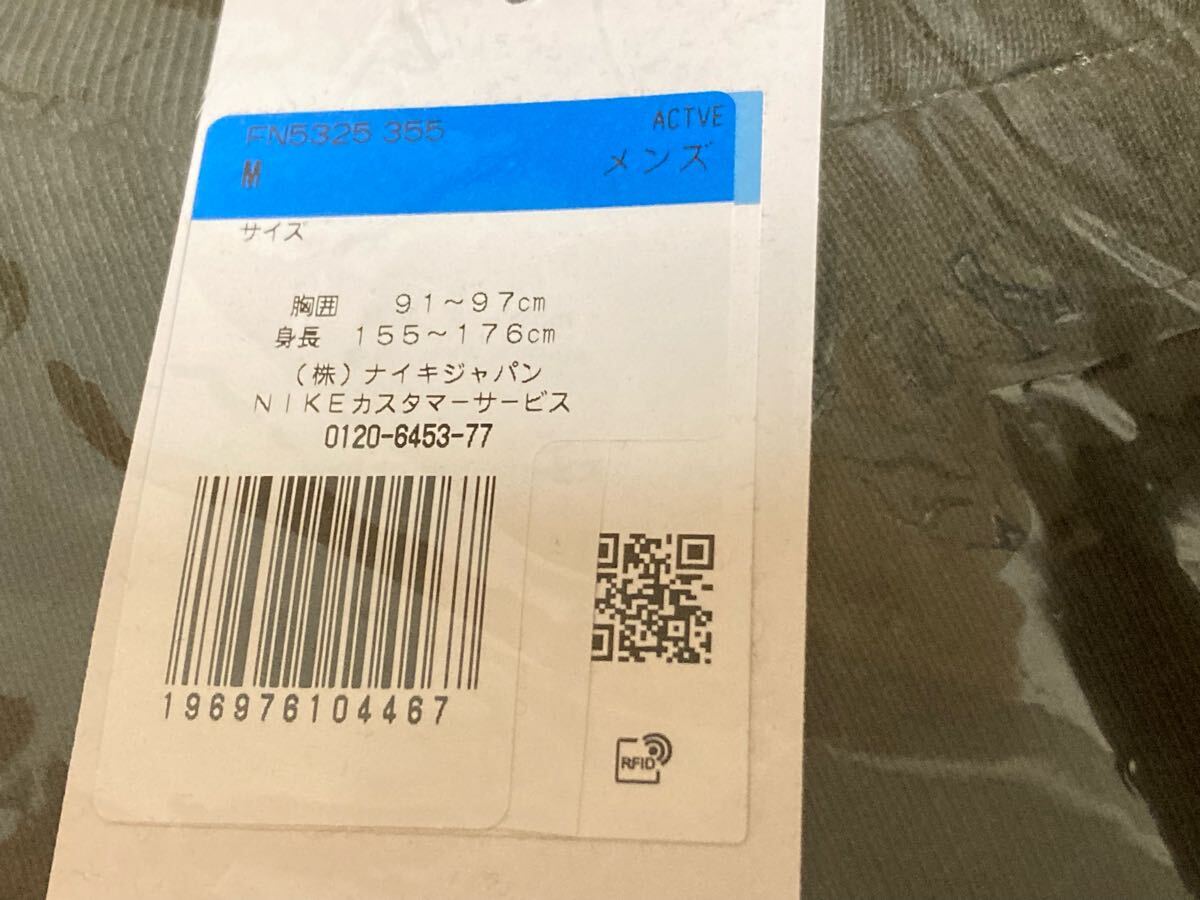 FN5325 355
ACTVE
M
メンズ
サイズ
胸囲 91～97cm
身長 155～176cm
(株)ナイキジャパン
NIKEカスタマーサービス
0120-6453-77
196976104467
RFID